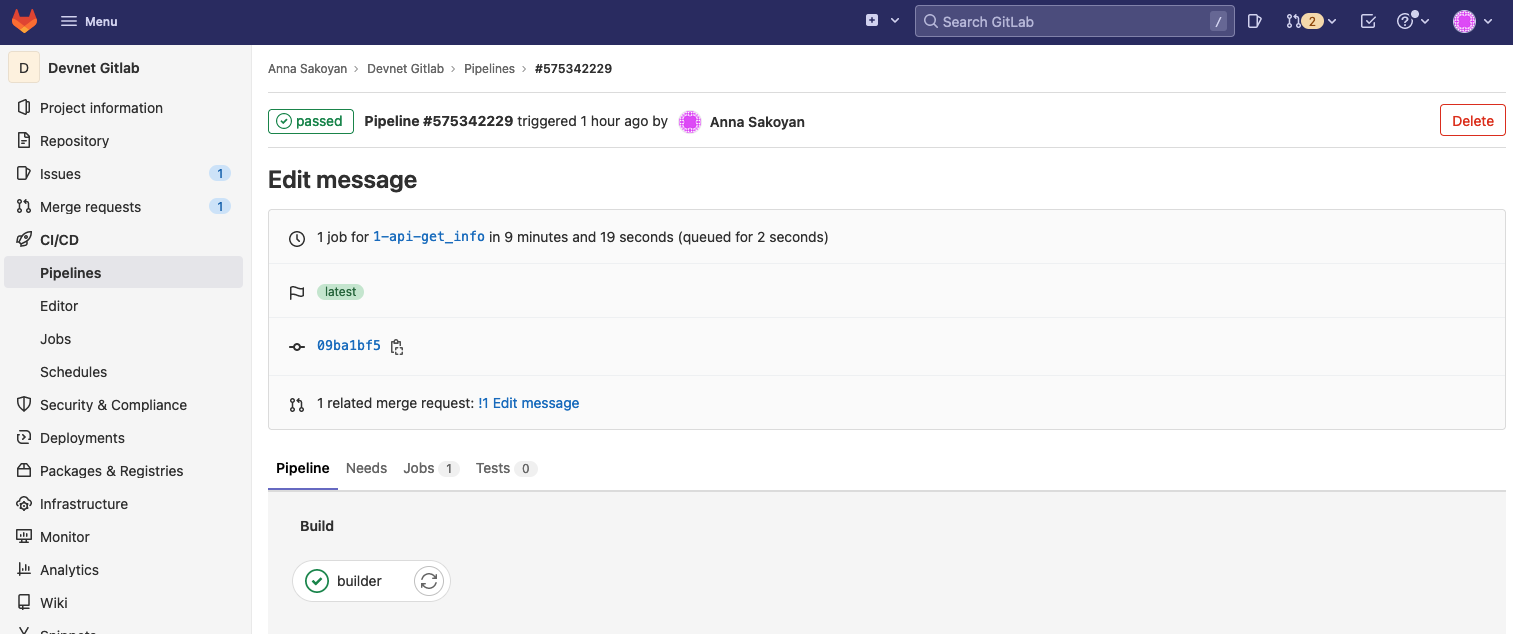 Menu
Search GitLab /
2
D Devnet Gitlab
Project information
Repository
Issues 1
Merge requests 1
CI/CD
Pipelines
Editor
Jobs
Schedules
Security & Compliance
Deployments
Packages & Registries
Infrastructure
Monitor
Analytics
Wiki
Snippets
Anna Sakoyan › Devnet Gitlab › Pipelines › #575342229
passed Pipeline #575342229 triggered 1 hour ago by Anna Sakoyan
Delete
Edit message
1 job for 1-api-get_info in 9 minutes and 19 seconds (queued for 2 seconds)
latest
09ba1bf5
1 related merge request: !1 Edit message
Pipeline Needs Jobs 1 Tests 0
Build
builder